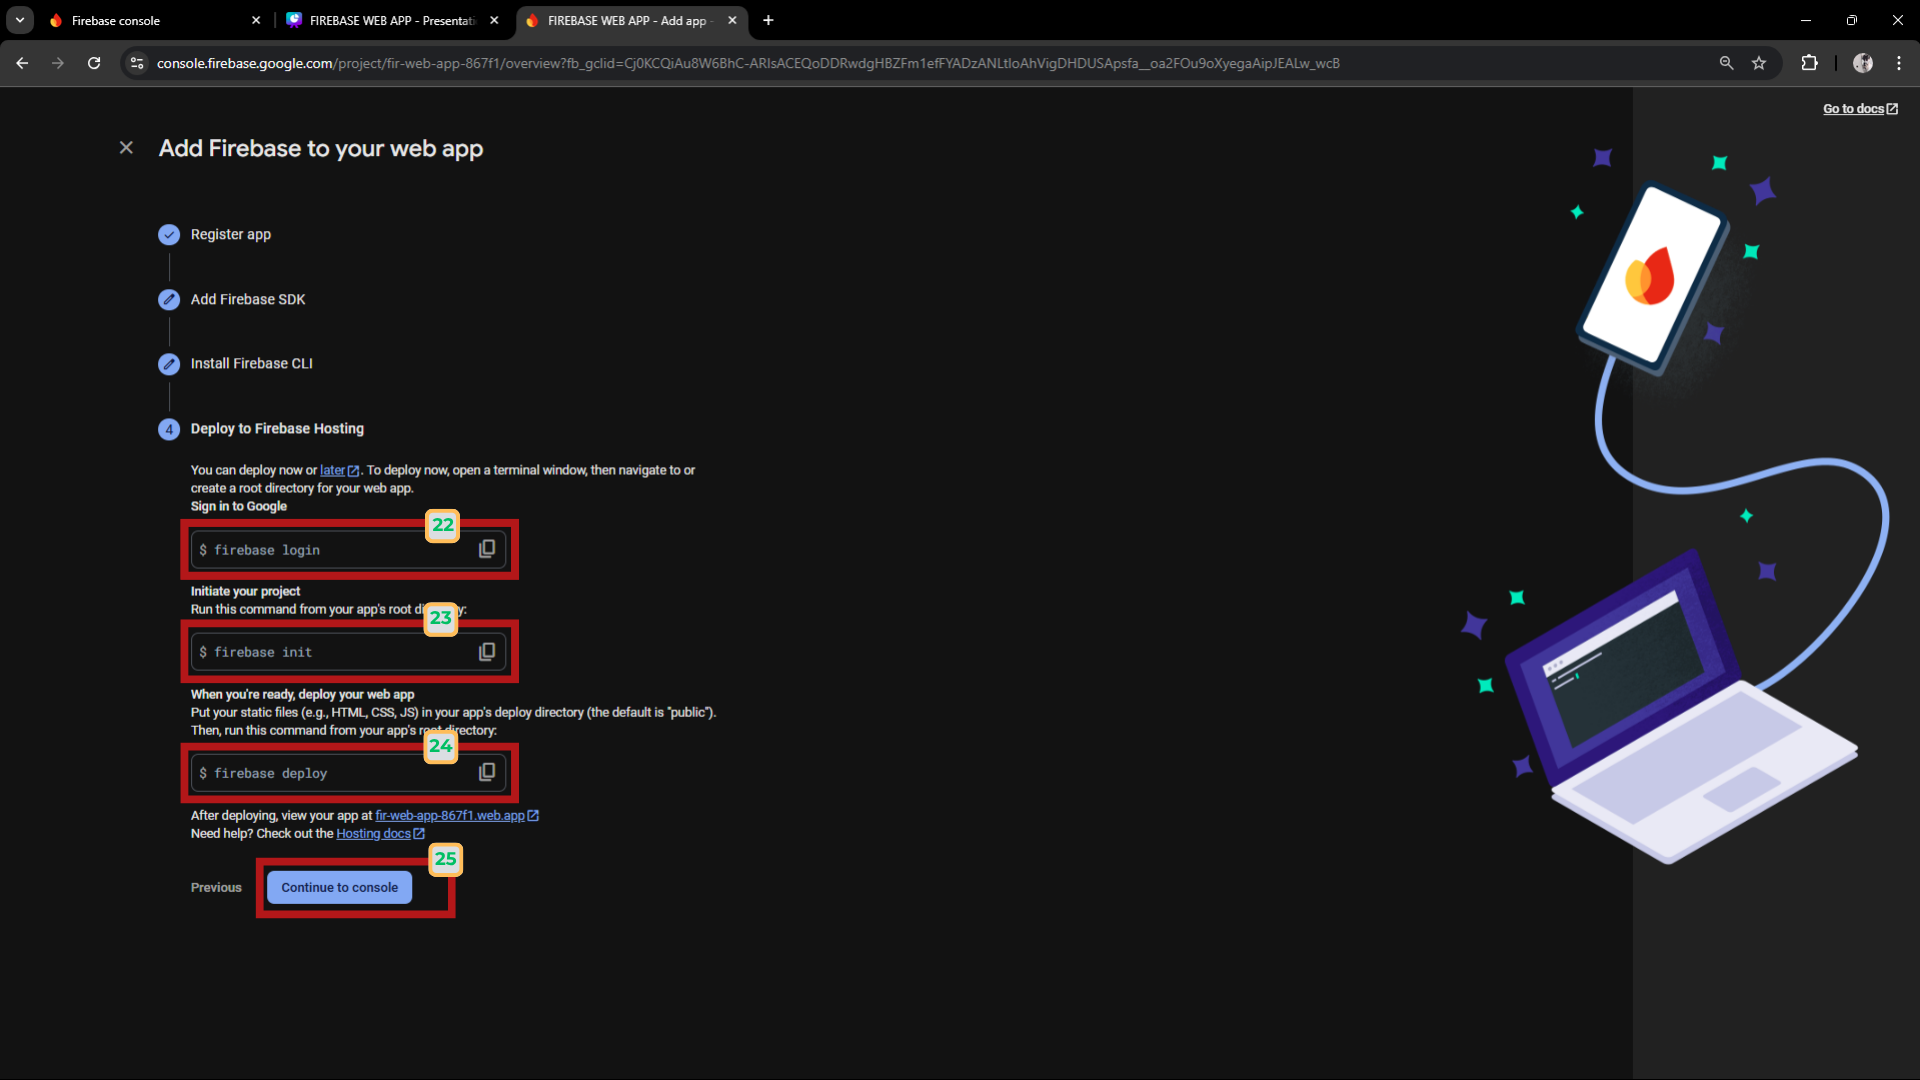 Firebase console
FIREBASE WEB APP - Presentati
FIREBASE WEB APP - Add app -
console.firebase.google.com/project/fir-web-app-867f1/overview?fb_gclid=Cj0KCQiAu8W6BhC-ARIsACEQoDDRwdgHBZFm1efFYADzANLtIoAhVigDHDUSApsfa__oa2FOu9oXyegaAipJEALw_wcB
Go to docs
Add Firebase to your web app
Register app
Add Firebase SDK
Install Firebase CLI
4 Deploy to Firebase Hosting
You can deploy now or later. To deploy now, open a terminal window, then navigate to or
create a root directory for your web app.
Sign in to Google
22
$ firebase login
Initiate your project
Run this command from your app's root di y:
23
$ firebase init
When you're ready, deploy your web app
Put your static files (e.g., HTML, CSS, JS) in your app's deploy directory (the default is "public").
Then, run this command from your app's root directory:
24
$ firebase deploy
After deploying, view your app at fir-web-app-867f1.web.app
Need help? Check out the Hosting docs
25
Previous
Continue to console